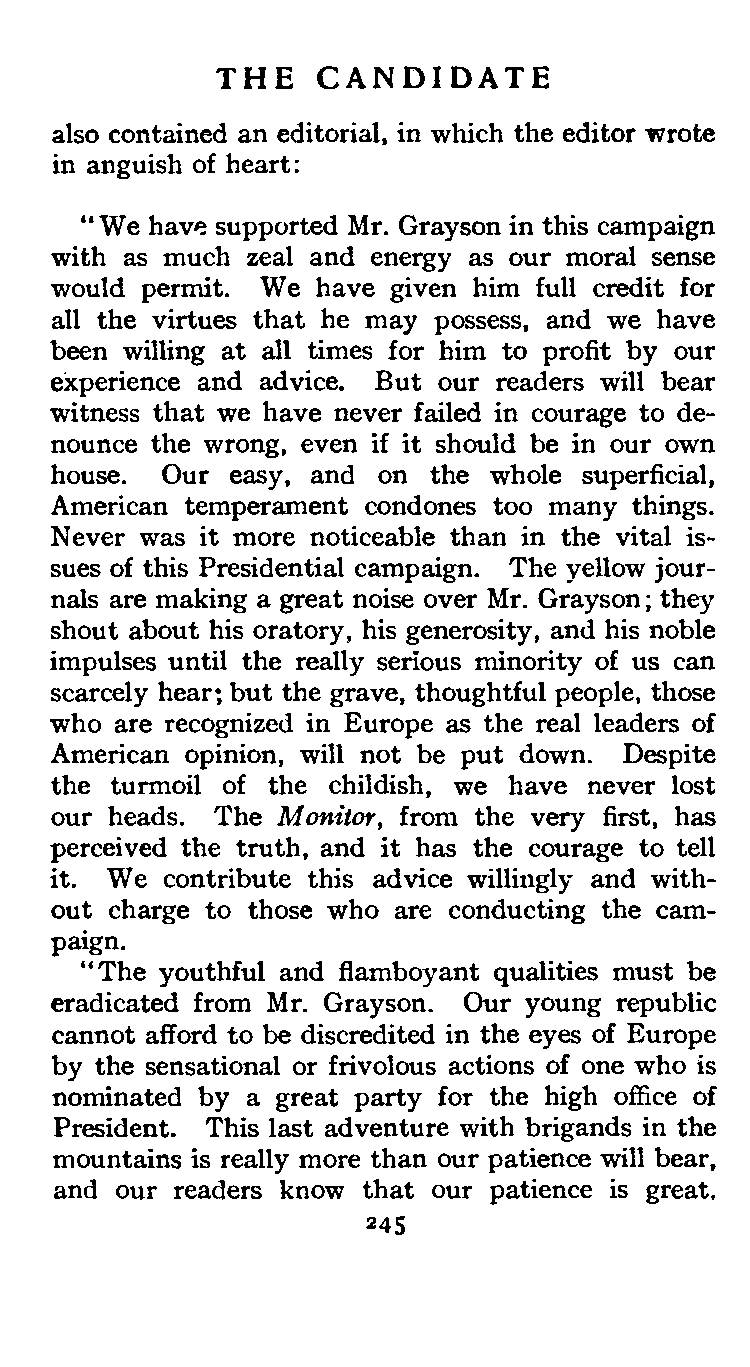 THE CANDIDATE
also contained an editorial, in which the editor wrote
in anguish of heart:
“We have supported Mr. Grayson in this campaign
with as much zeal and energy as our moral sense
would permit. We have given him full credit for
all the virtues that he may possess, and we have
been willing at all times for him to profit by our
experience and advice. But our readers will bear
witness that we have never failed in courage to de-
nounce the wrong, even if it should be in our own
house. Our easy, and on the whole superficial,
American temperament condones too many things.
Never was it more noticeable than in the vital is-
sues of this Presidential campaign. The yellow jour-
nals are making a great noise over Mr. Grayson; they
shout about his oratory, his generosity, and his noble
impulses until the really serious minority of us can
scarcely hear; but the grave, thoughtful people, those
who are recognized in Europe as the real leaders of
American opinion, will not be put down. Despite
the turmoil of the childish, we have never lost
our heads. The Monitor, from the very first, has
perceived the truth, and it has the courage to tell
it. We contribute this advice willingly and with-
out charge to those who are conducting the cam-
paign.
“The youthful and flamboyant qualities must be
eradicated from Mr. Grayson. Our young republic
cannot afford to be discredited in the eyes of Europe
by the sensational or frivolous actions of one who is
nominated by a great party for the high office of
President. This last adventure with brigands in the
mountains is really more than our patience will bear,
and our readers know that our patience is great.
245